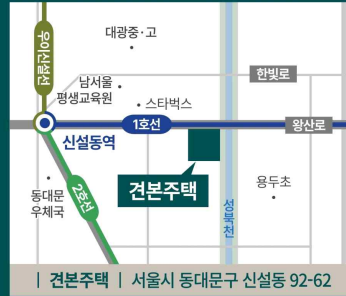 대광중·고
우이신설선
한빛로
남서울
평생교육원
스타벅스
1호선
왕산로
신설동역
견본주택
용두초
동대문
우체국
2호선
성북천
| 견본주택 | 서울시 동대문구 신설동 92-62